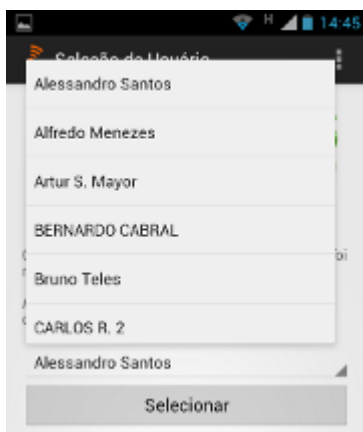 H 14:45
Seleção de Usuário
Alessandro Santos
Alfredo Menezes
Artur S. Mayor
BERNARDO CABRAL
Bruno Teles
CARLOS R. 2
Alessandro Santos
Selecionar